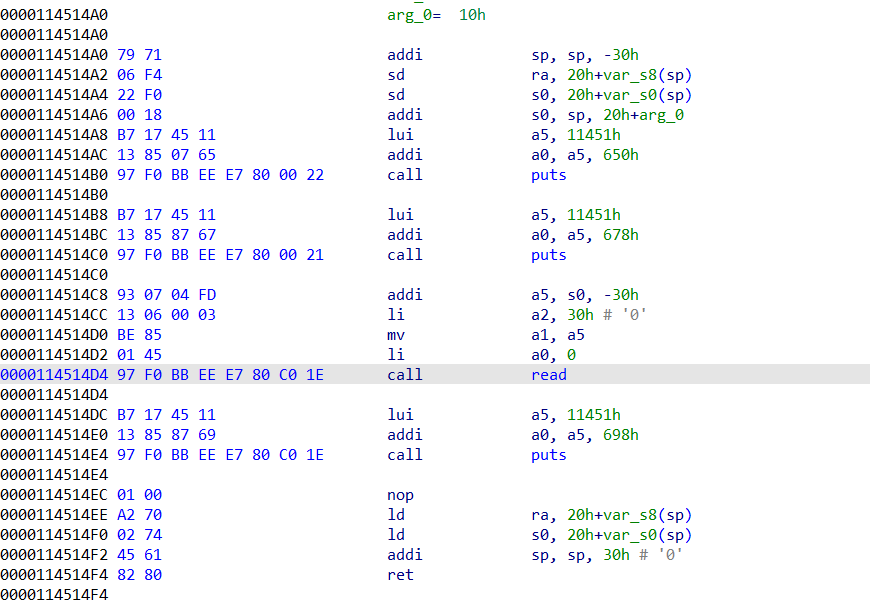 0000114514A0 arg_0= 10h
0000114514A0
0000114514A0 79 71 addi sp, sp, -30h
0000114514A2 06 F4 sd ra, 20h+var_s8(sp)
0000114514A4 22 F0 sd s0, 20h+var_s0(sp)
0000114514A6 00 18 addi s0, sp, 20h+arg_0
0000114514A8 B7 17 45 11 lui a5, 11451h
0000114514AC 13 85 07 65 addi a0, a5, 650h
0000114514B0 97 F0 BB EE E7 80 00 22 call puts
0000114514B0
0000114514B8 B7 17 45 11 lui a5, 11451h
0000114514BC 13 85 87 67 addi a0, a5, 678h
0000114514C0 97 F0 BB EE E7 80 00 21 call puts
0000114514C0
0000114514C8 93 07 04 FD addi a5, s0, -30h
0000114514CC 13 06 00 03 li a2, 30h # '0'
0000114514D0 BE 85 mv a1, a5
0000114514D2 01 45 li a0, 0
0000114514D4 97 F0 BB EE E7 80 C0 1E call read
0000114514D4
0000114514DC B7 17 45 11 lui a5, 11451h
0000114514E0 13 85 87 69 addi a0, a5, 698h
0000114514E4 97 F0 BB EE E7 80 C0 1E call puts
0000114514E4
0000114514EC 01 00 nop
0000114514EE A2 70 ld ra, 20h+var_s8(sp)
0000114514F0 02 74 ld s0, 20h+var_s0(sp)
0000114514F2 45 61 addi sp, sp, 30h # '0'
0000114514F4 82 80 ret
0000114514F4